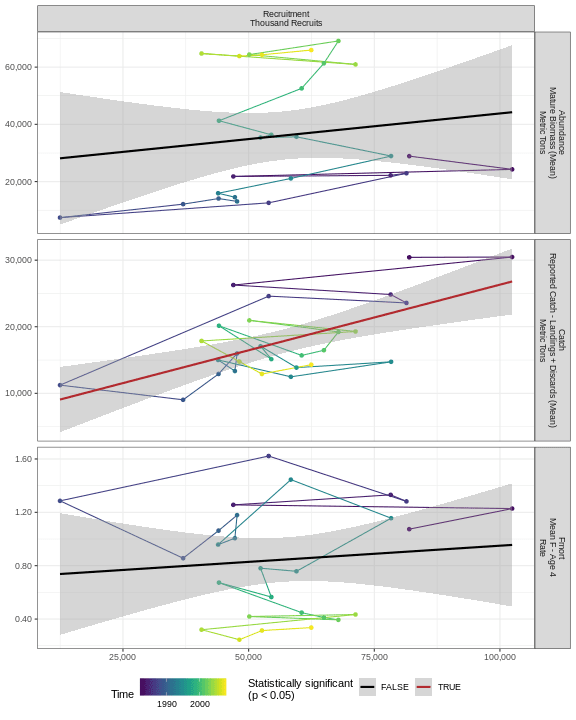 Recruitment
Thousand Recruits
60,000
40,000
20,000
Abundance
Mature Biomass (Mean)
Metric Tons
30,000
20,000
10,000
Catch
Reported Catch - Landings + Discards (Mean)
Metric Tons
1.60
1.20
0.80
0.40
Fmort
Mean F - Age 4
Rate
25,000 50,000 75,000 100,000
Time
1990 2000
Statistically significant
(p < 0.05)
FALSE TRUE